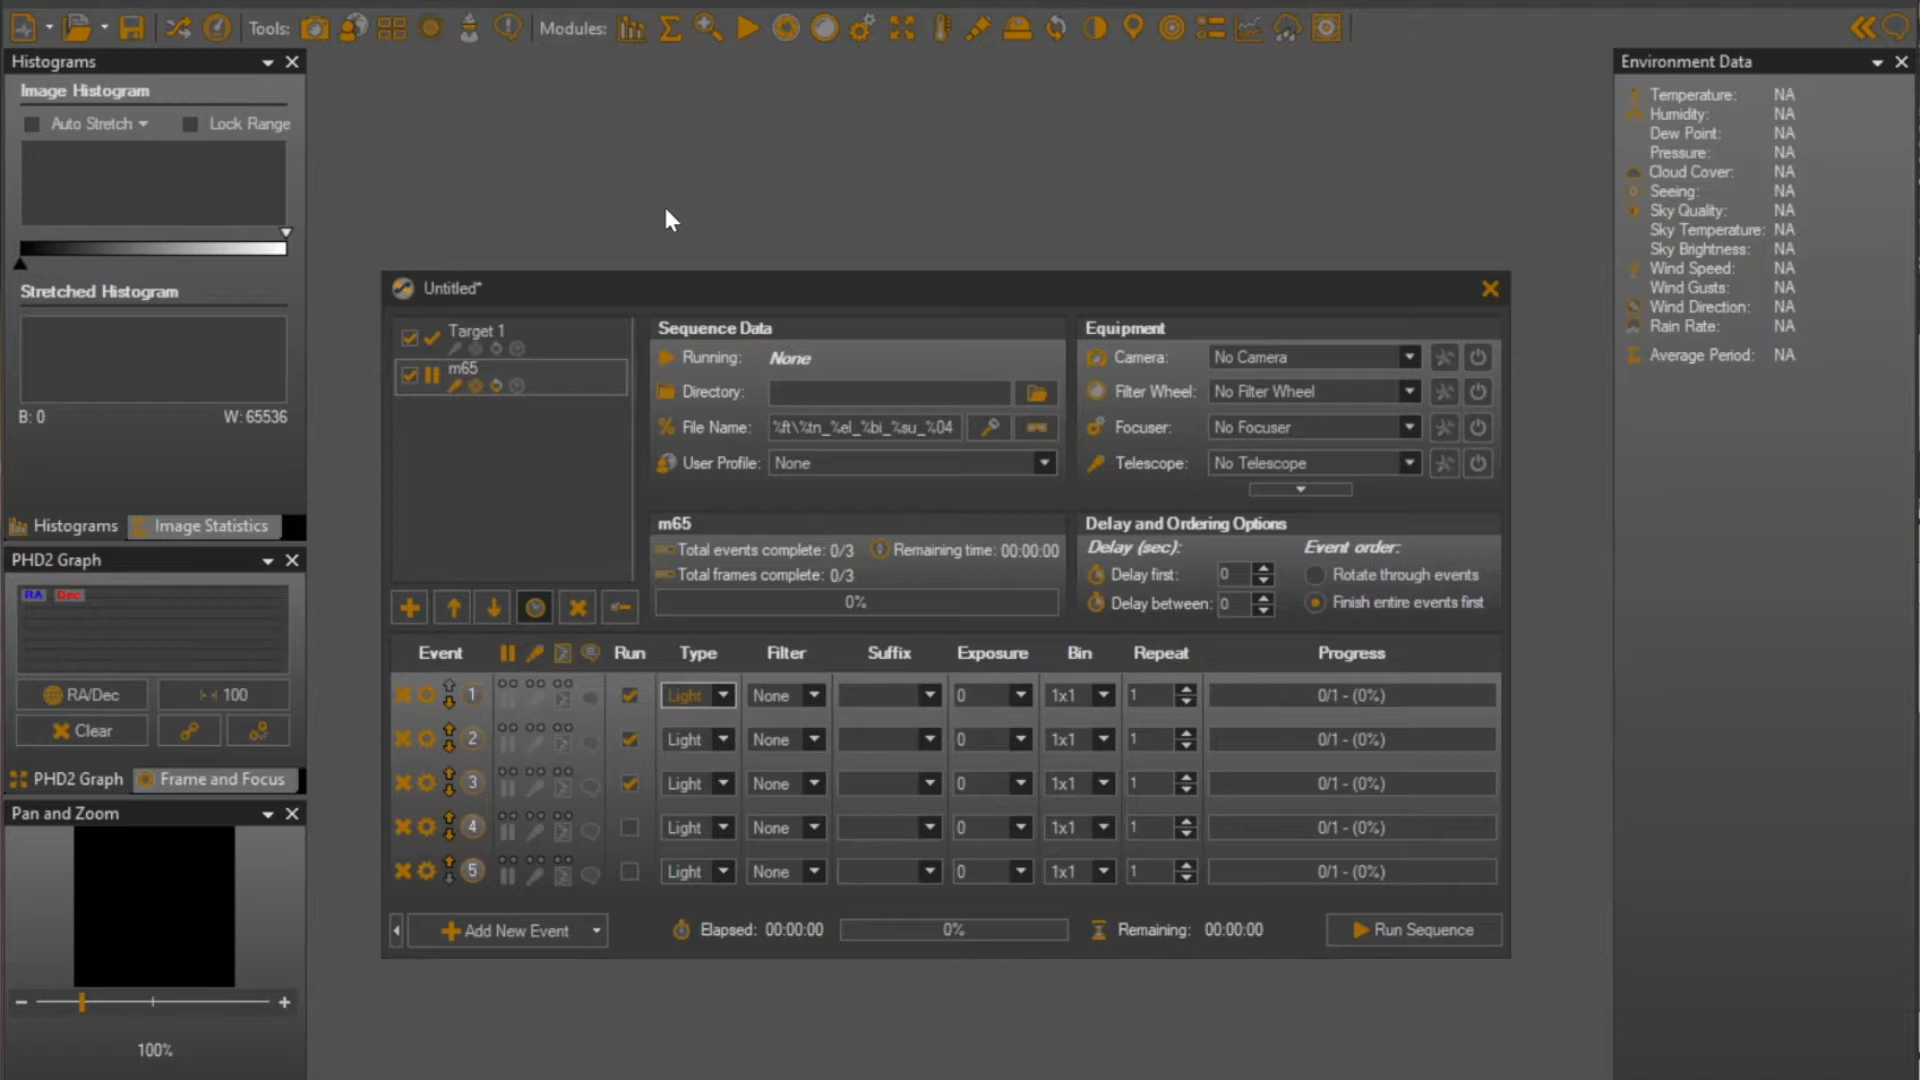 Tools: Modules:
Histograms
Image Histogram
Auto Stretch Lock Range
Stretched Histogram
B: 0 W: 65536
Histograms Image Statistics
PHD2 Graph
RA Dec
RA/Dec 100
Clear
PHD2 Graph Frame and Focus
Pan and Zoom
100%
Untitled*
Target 1
m65
Sequence Data
Running: None
Directory:
File Name: %ft\%tn_%el_%bi_%su_%04
User Profile: None
Equipment
Camera: No Camera
Filter Wheel: No Filter Wheel
Focuser: No Focuser
Telescope: No Telescope
m65
Total events complete: 0/3 Remaining time: 00:00:00
Total frames complete: 0/3
0%
Delay and Ordering Options
Delay (sec): Event order:
Delay first: 0 Rotate through events
Delay between: 0 Finish entire events first
Event Run Type Filter Suffix Exposure Bin Repeat Progress
1 Light None 0 1x1 1 0/1 - (0%)
2 Light None 0 1x1 1 0/1 - (0%)
3 Light None 0 1x1 1 0/1 - (0%)
4 Light None 0 1x1 1 0/1 - (0%)
5 Light None 0 1x1 1 0/1 - (0%)
Add New Event Elapsed: 00:00:00 0% Remaining: 00:00:00 Run Sequence
Environment Data
Temperature: NA
Humidity: NA
Dew Point: NA
Pressure: NA
Cloud Cover: NA
Seeing: NA
Sky Quality: NA
Sky Temperature: NA
Sky Brightness: NA
Wind Speed: NA
Wind Gusts: NA
Wind Direction: NA
Rain Rate: NA
Average Period: NA